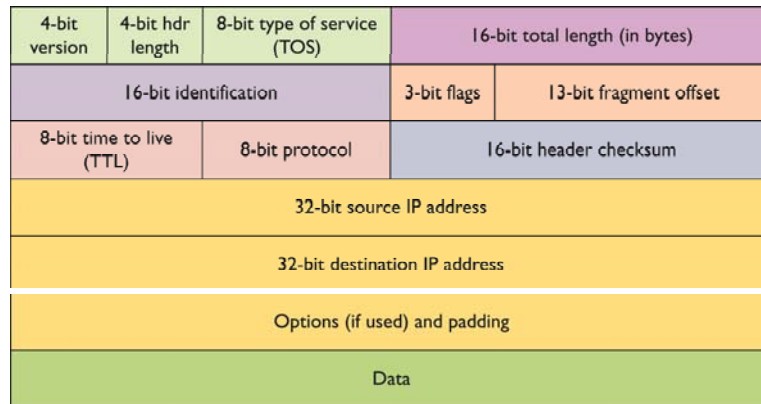 4-bit
version
4-bit hdr
length
8-bit type of service
(TOS)
16-bit total length (in bytes)
16-bit identification
3-bit flags
13-bit fragment offset
8-bit time to live
(TTL)
8-bit protocol
16-bit header checksum
32-bit source IP address
32-bit destination IP address
Options (if used) and padding
Data